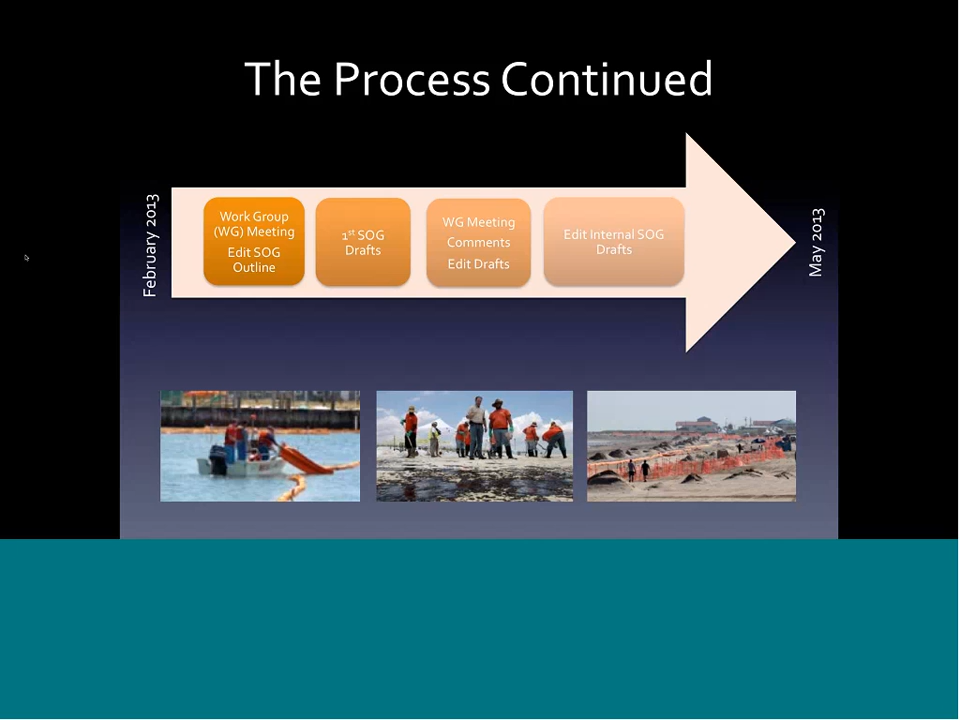 The Process Continued
February 2013
Work Group
(WG) Meeting
Edit SOG
Outline
1st SOG
Drafts
WG Meeting
Comments
Edit Drafts
Edit Internal SOG
Drafts
May 2013